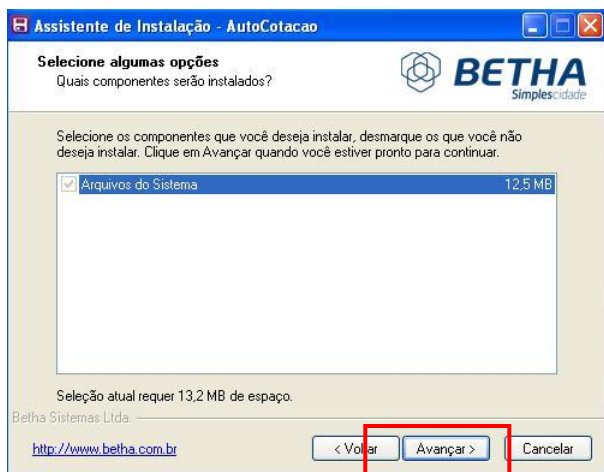 Assistente de Instalação - AutoCotacao
Selecione algumas opções
Quais componentes serão instalados?
BETHA
Simplescidade
Selecione os componentes que você deseja instalar, desmarque os que você não
deseja instalar. Clique em Avançar quando você estiver pronto para continuar.
Arquivos do Sistema 12,5 MB
Seleção atual requer 13,2 MB de espaço.
Betha Sistemas Ltda.
http://www.betha.com.br < Voltar Avançar > Cancelar